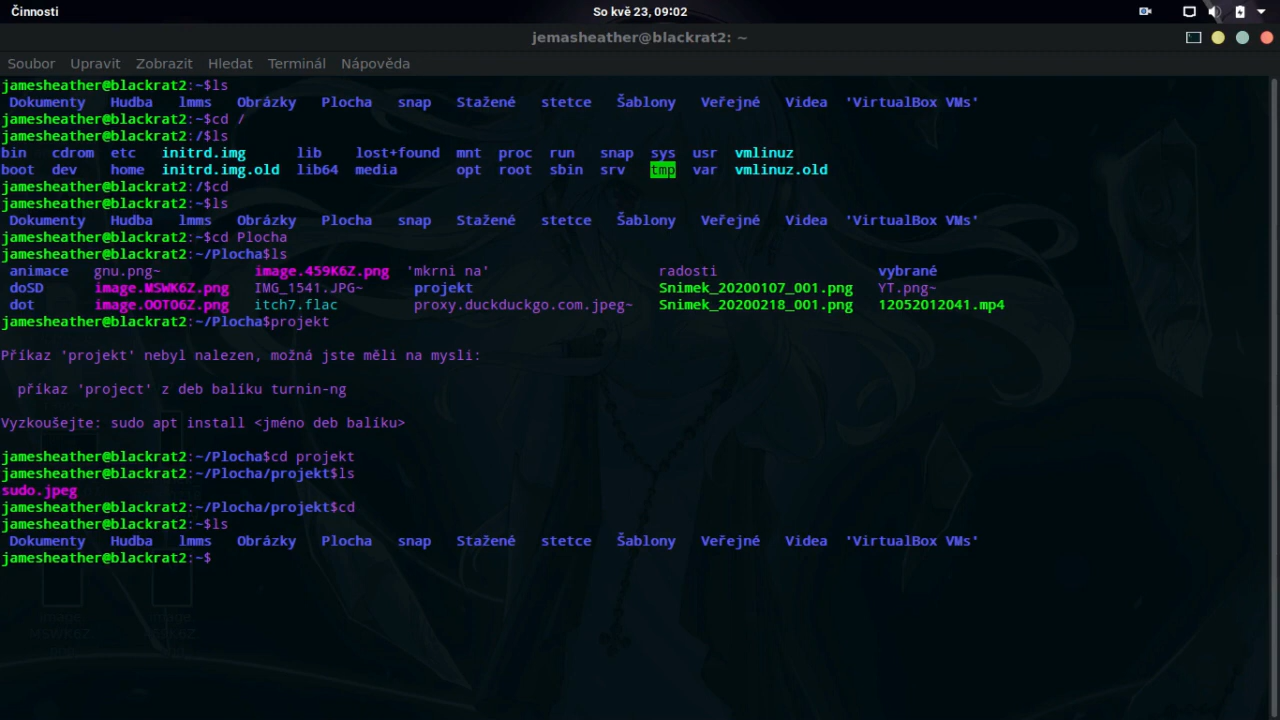 Činnosti So kvě 23, 09:02
jemasheather@blackrat2: ~
Soubor Upravit Zobrazit Hledat Terminál Nápověda
jamesheather@blackrat2:~$ls
Dokumenty Hudba lmms Obrázky Plocha snap Stažené stetce Šablony Veřejné Videa 'VirtualBox VMs'
jamesheather@blackrat2:~$cd /
jamesheather@blackrat2:/$ls
bin cdrom etc initrd.img lib lost+found mnt proc run snap sys usr vmlinuz
boot dev home initrd.img.old lib64 media opt root sbin srv tmp var vmlinuz.old
jamesheather@blackrat2:/$cd
jamesheather@blackrat2:~$ls
Dokumenty Hudba lmms Obrázky Plocha snap Stažené stetce Šablony Veřejné Videa 'VirtualBox VMs'
jamesheather@blackrat2:~$cd Plocha
jamesheather@blackrat2:~/Plocha$ls
animace gnu.png~ image.459K6Z.png 'mkrni na' radosti vybrané
doSD image.MSWK6Z.png IMG_1541.JPG~ projekt Snimek_20200107_001.png YT.png~
dot image.OOT06Z.png itch7.flac proxy.duckduckgo.com.jpeg~ Snimek_20200218_001.png 12052012041.mp4
jamesheather@blackrat2:~/Plocha$projekt
Příkaz 'projekt' nebyl nalezen, možná jste měli na mysli:
příkaz 'project' z deb balíku turnin-ng
Vyzkoušejte: sudo apt install <jméno deb balíku>
jamesheather@blackrat2:~/Plocha$cd projekt
jamesheather@blackrat2:~/Plocha/projekt$ls
sudo.jpeg
jamesheather@blackrat2:~/Plocha/projekt$cd
jamesheather@blackrat2:~$ls
Dokumenty Hudba lmms Obrázky Plocha snap Stažené stetce Šablony Veřejné Videa 'VirtualBox VMs'
jamesheather@blackrat2:~$